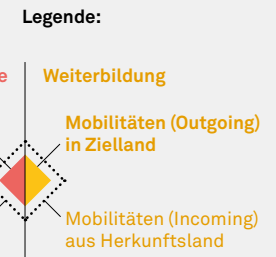 Legende:
e
Weiterbildung
Mobilitäten (Outgoing)
in Zielland
Mobilitäten (Incoming)
aus Herkunftsland